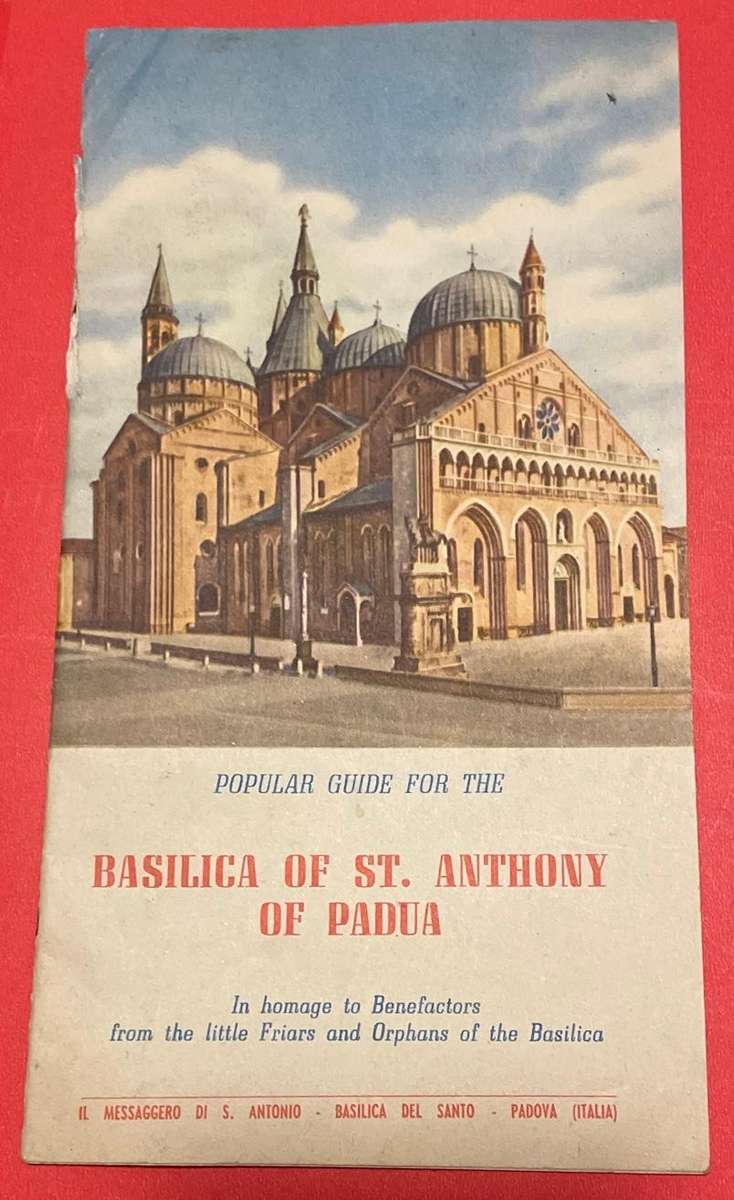 POPULAR GUIDE FOR THE
BASILICA OF ST. ANTHONY
OF PADUA
In homage to Benefactors
from the little Friars and Orphans of the Basilica
IL MESSAGGERO DI S. ANTONIO - BASILICA DEL SANTO - PADOVA (ITALIA)